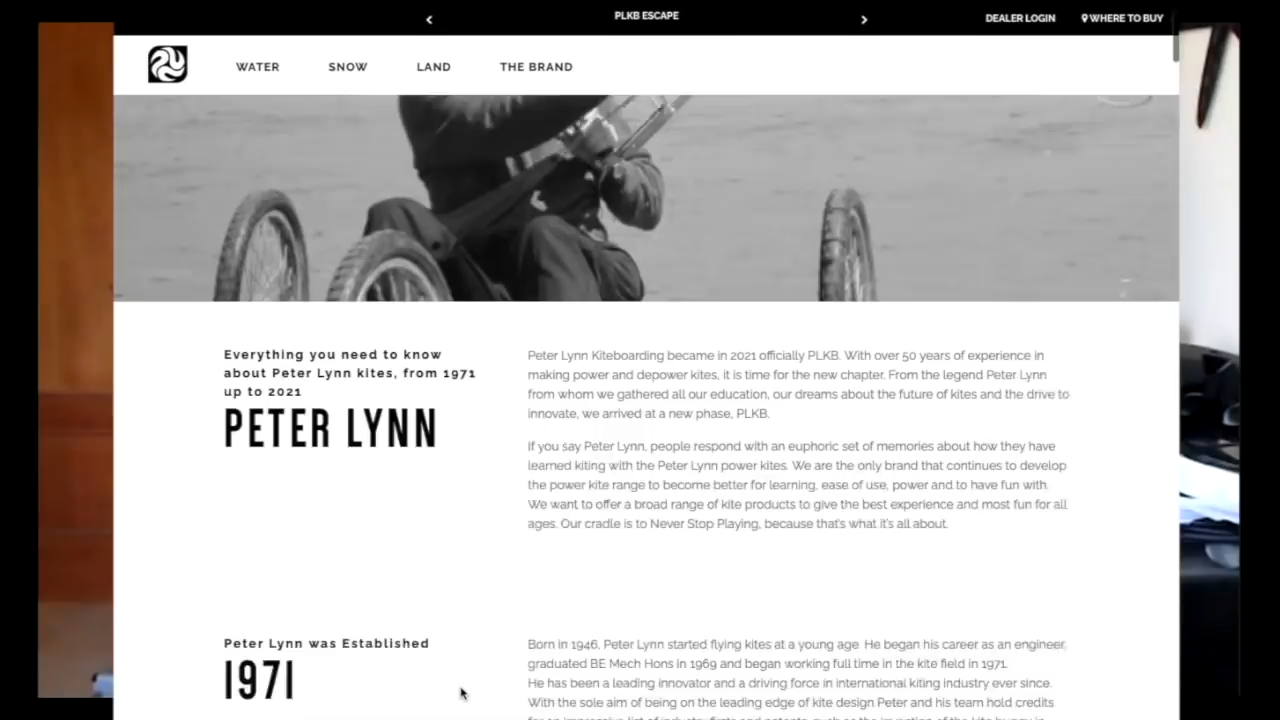 PLKB ESCAPE
DEALER LOGIN
WHERE TO BUY
WATER
SNOW
LAND
THE BRAND
Everything you need to know
about Peter Lynn kites, from 1971
up to 2021
PETER LYNN
Peter Lynn Kiteboarding became in 2021 officially PLKB. With over 50 years of experience in
making power and depower kites, it is time for the new chapter. From the legend Peter Lynn
from whom we gathered all our education, our dreams about the future of kites and the drive to
innovate, we arrived at a new phase, PLKB.
If you say Peter Lynn, people respond with an euphoric set of memories about how they have
learned kiting with the Peter Lynn power kites. We are the only brand that continues to develop
the power kite range to become better for learning, ease of use, power and to have fun with.
We want to offer a broad range of kite products to give the best experience and most fun for all
ages. Our cradle is to Never Stop Playing, because that's what it's all about.
Peter Lynn was Established
1971
Born in 1946, Peter Lynn started flying kites at a young age. He began his career as an engineer,
graduated BE Mech Hons in 1969 and began working full time in the kite field in 1971.
He has been a leading innovator and a driving force in international kiting industry ever since.
With the sole aim of being on the leading edge of kite design Peter and his team hold credits